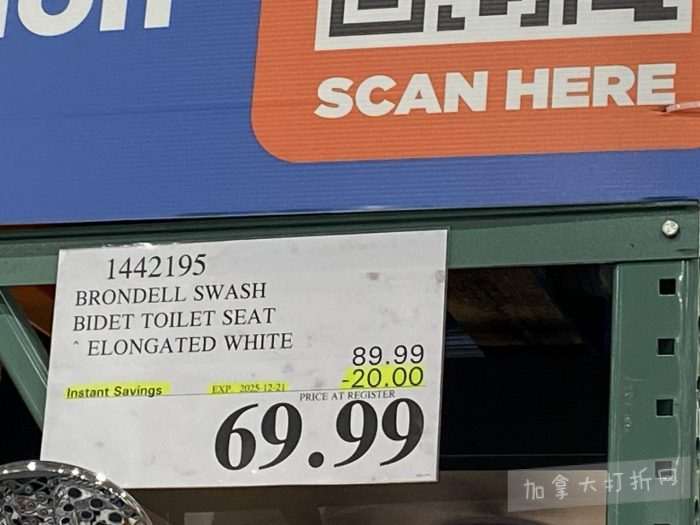 SCAN HERE
1442195
BRONDELL SWASH
BIDET TOILET SEAT
^ ELONGATED WHITE
89.99
Instant Savings EXP. 2025-12-21 -20.00
PRICE AT REGISTER
69.99
加拿大打折网